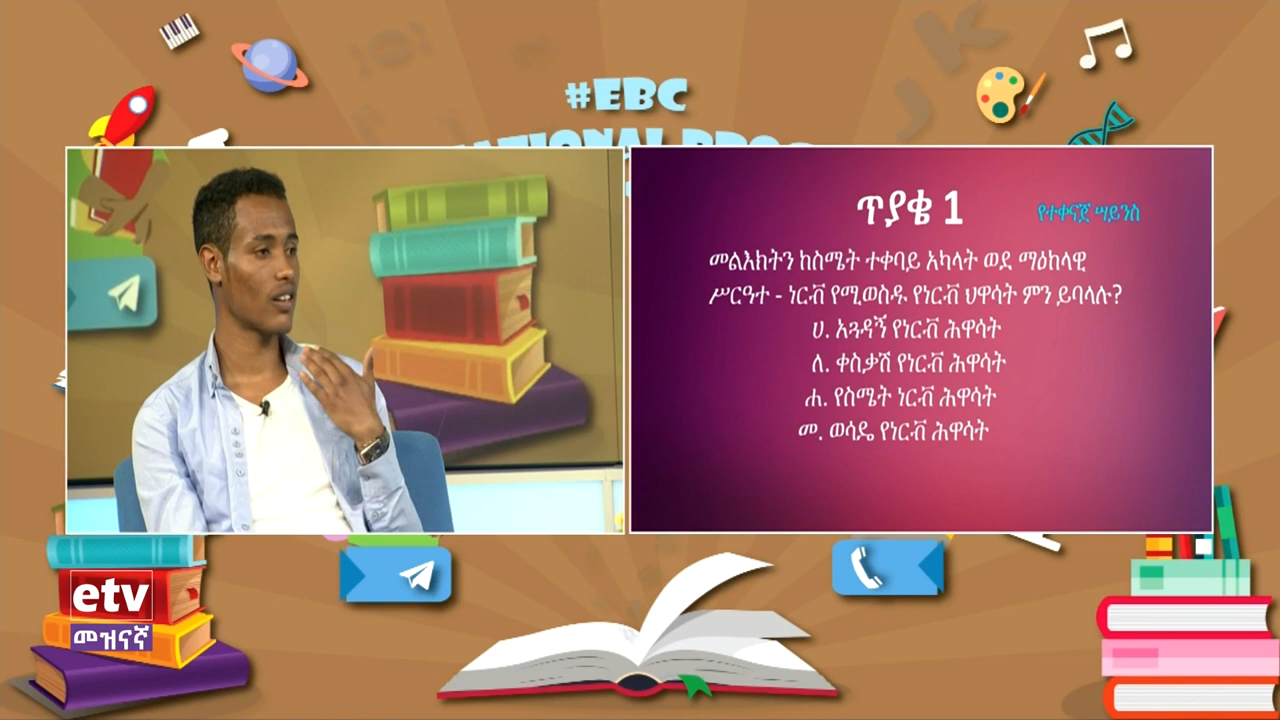 #EBC
ጥያቄ 1
የተቀናጀ ሣይንስ
መልእክትን ከስሜት ተቀባይ አካላት ወደ ማዕከላዊ
ሥርዓተ - ነርቭ የሚወስዱ የነርቭ ህዋሳት ምን ይባላሉ?
ሀ. አጓዳኝ የነርቭ ሕዋሳት
ለ. ቀስቃሽ የነርቭ ሕዋሳት
ሐ. የስሜት ነርቭ ሕዋሳት
መ. ወሳዴ የነርቭ ሕዋሳት
etv
መዝናኛ